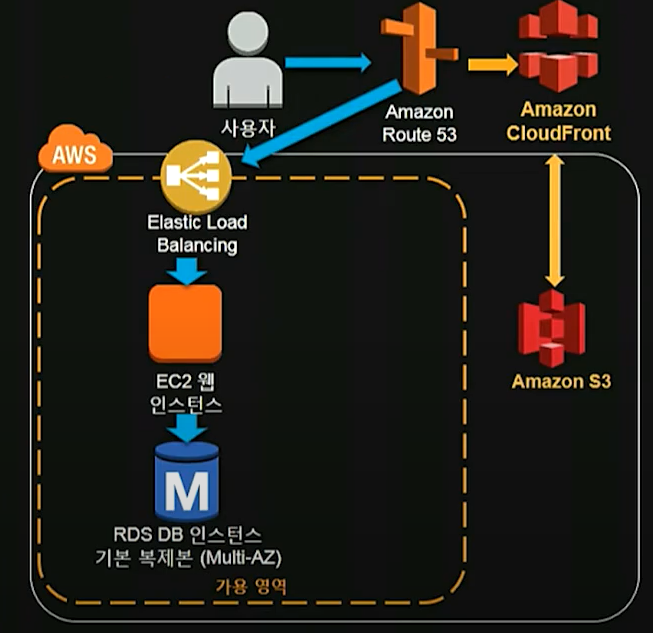 사용자
Amazon
Route 53
Amazon
CloudFront
AWS
Elastic Load
Balancing
EC2 웹
인스턴스
Amazon S3
M
RDS DB 인스턴스
기본 복제본 (Multi-AZ)
가용 영역